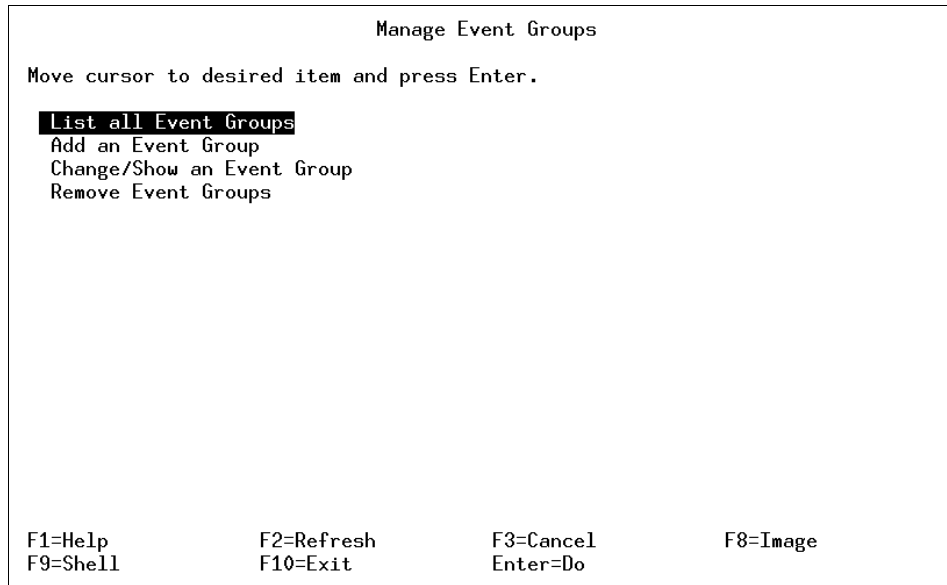 Manage Event Groups
Move cursor to desired item and press Enter.
List all Event Groups
Add an Event Group
Change/Show an Event Group
Remove Event Groups
F1=Help F2=Refresh F3=Cancel F8=Image
F9=Shell F10=Exit Enter=Do